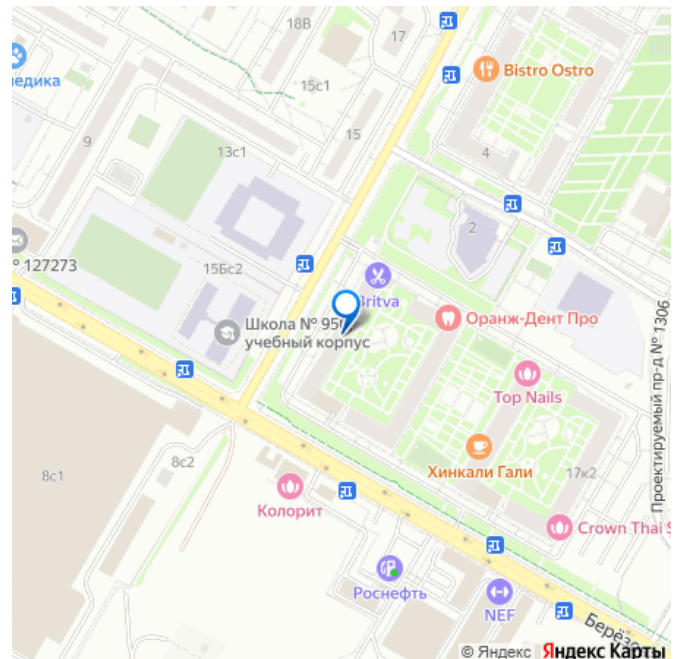 18В
17
Bistro Ostro
едика
15с1
9
15
4
13с1
2
№ 127273
15Бс2
Britva
Школа № 950
учебный корпус
Оранж-Дент Про
Проектируемый пр-д № 1306
Top Nails
8с1
8с2
Хинкали Гали
17к2
Колорит
Crown Thai S
Роснефть
NEF
Берёзо
© Яндекс Яндекс Карты